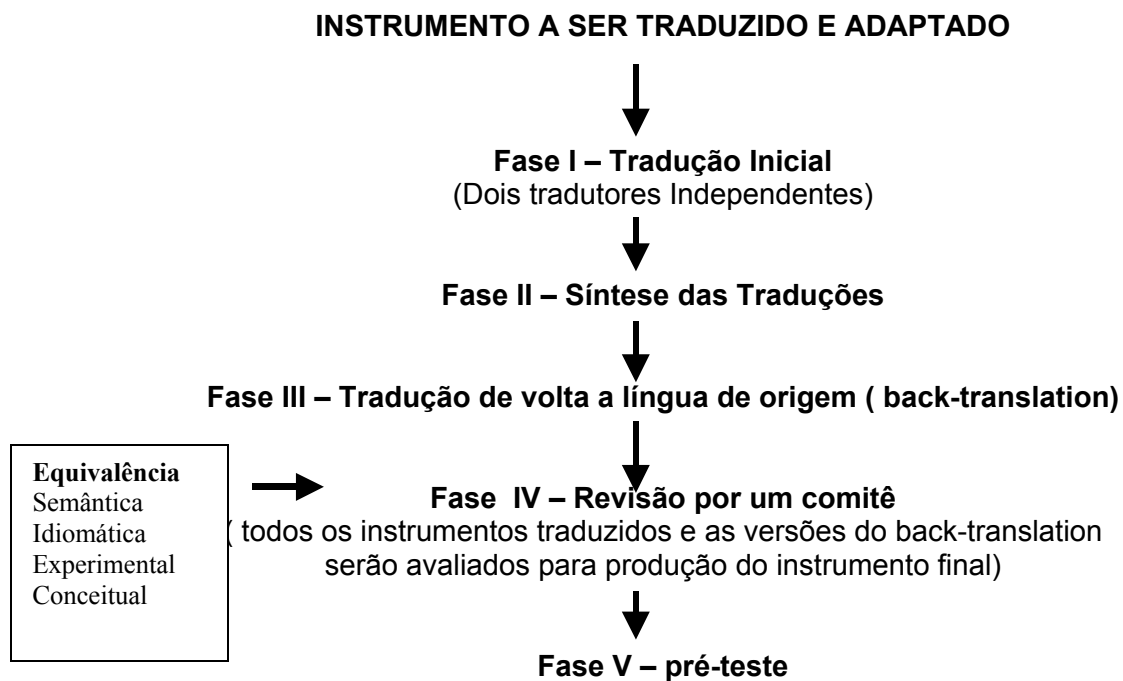 INSTRUMENTO A SER TRADUZIDO E ADAPTADO
Fase I – Tradução Inicial
(Dois tradutores Independentes)
Fase II – Síntese das Traduções
Fase III – Tradução de volta a língua de origem ( back-translation)
Equivalência
Semântica
Idiomática
Experimental
Conceitual
Fase IV – Revisão por um comitê
( todos os instrumentos traduzidos e as versões do back-translation
serão avaliados para produção do instrumento final)
Fase V – pré-teste